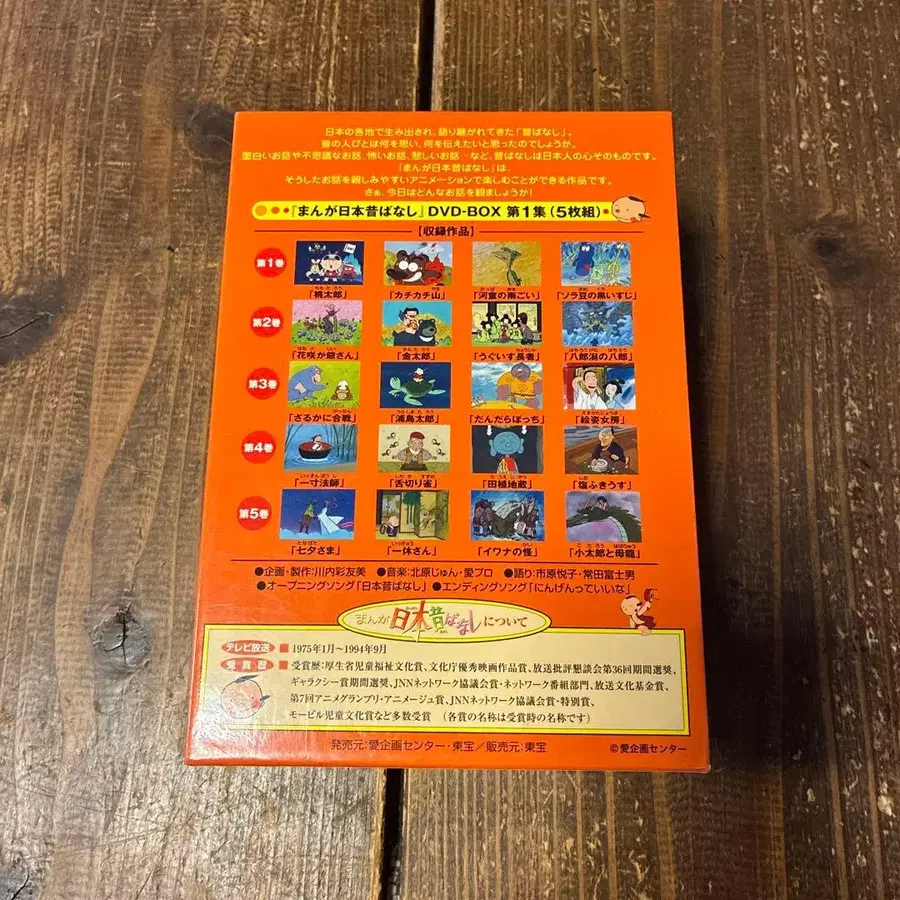 日本の各地で生み出され、語り継がれてきた「昔ばなし」。
昔の人びとは何を思い、何を伝えたいと思ったのでしょうか。
面白いお話や不思議なお話、怖いお話、悲しいお話…など、昔ばなしは日本人の心そのものです。
『まんが日本昔ばなし』は、
そうしたお話を親しみやすいアニメーションで楽しむことができる作品です。
さぁ、今日はどんなお話を観ましょうか！
『まんが日本昔ばなし』DVD-BOX 第1集（5枚組）
【収録作品】
第1巻
「桃太郎」 「カチカチ山」 「河童の雨ごい」 「ソラ豆の黒いすじ」
第2巻
「花咲か爺さん」 「金太郎」 「うぐいす長者」 「八郎潟の八郎」
第3巻
「さるかに合戦」 「浦島太郎」 「だんだらぼっち」 「絵姿女房」
第4巻
「一寸法師」 「舌切り雀」 「田植地蔵」 「塩ふきうす」
第5巻
「七夕さま」 「一休さん」 「イワナの怪」 「小太郎と母龍」
●企画・製作：川内彩友美 ●音楽：北原じゅん・愛プロ ●語り：市原悦子・常田富士男
●オープニングソング「日本昔ばなし」 ●エンディングソング「にんげんっていいな」
まんが日本昔ばなしについて
テレビ放送 ■1975年1月～1994年9月
受賞歴 ■受賞歴：厚生省児童福祉文化賞、文化庁優秀映画作品賞、放送批評懇談会第36回期間選奨、
ギャラクシー賞期間選奨、JNNネットワーク協議会賞・ネットワーク番組部門、放送文化基金賞、
第7回アニメグランプリ・アニメージュ賞、JNNネットワーク協議会賞・特別賞、
モービル児童文化賞など多数受賞 （各賞の名称は受賞時の名称です）
発売元：愛企画センター・東宝／販売元：東宝
©愛企画センター